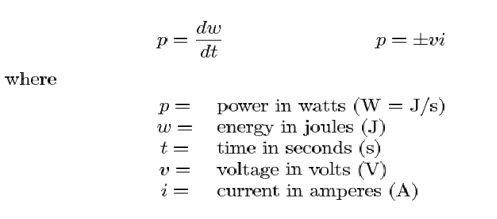 p = dw/dt p = ±vi
where
p = power in watts (W = J/s)
w = energy in joules (J)
t = time in seconds (s)
v = voltage in volts (V)
i = current in amperes (A)